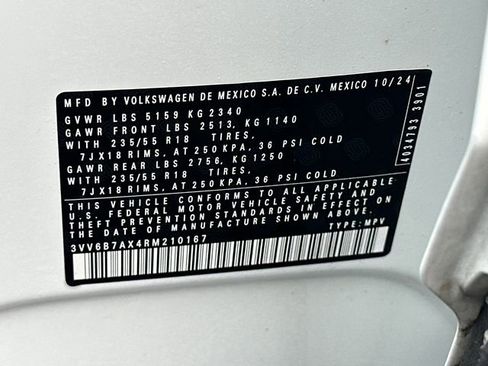 MFD BY VOLKSWAGEN DE MEXICO S.A. DE C.V. MEXICO 10/24
GVWR LBS 5159 KG 2340
GAWR FRONT LBS 2513, KG 1140
WITH 235/55 R18 TIRES.
7JX18 RIMS, AT 250 KPA, 36 PSI COLD
GAWR REAR LBS 2756, KG1250
WITH 235/55 R18 TIRES.
7JX18 RIMS, AT 250 KPA, 36 PSI COLD
THIS VEHICLE CONFORMS TO ALL APPLICABLE
U.S. FEDERAL MOTOR VEHICLE SAFETY AND
THEFT PREVENTION STANDARDS IN EFFECT ON
THE DATE OF MANUFACTURE SHOWN ABOVE.
3VV6B7AX4RM210167 TYPE: MPV
4034793 3901